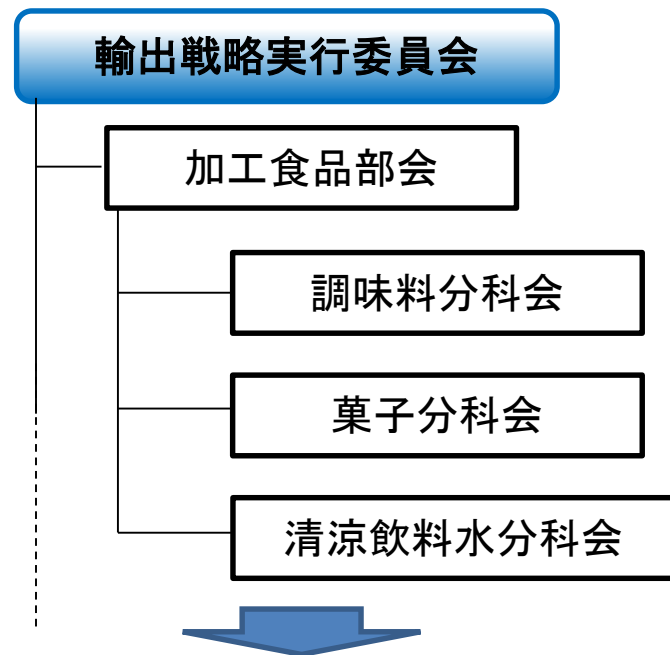 輸出戦略実行委員会
加工食品部会
調味料分科会
菓子分科会
清涼飲料水分科会